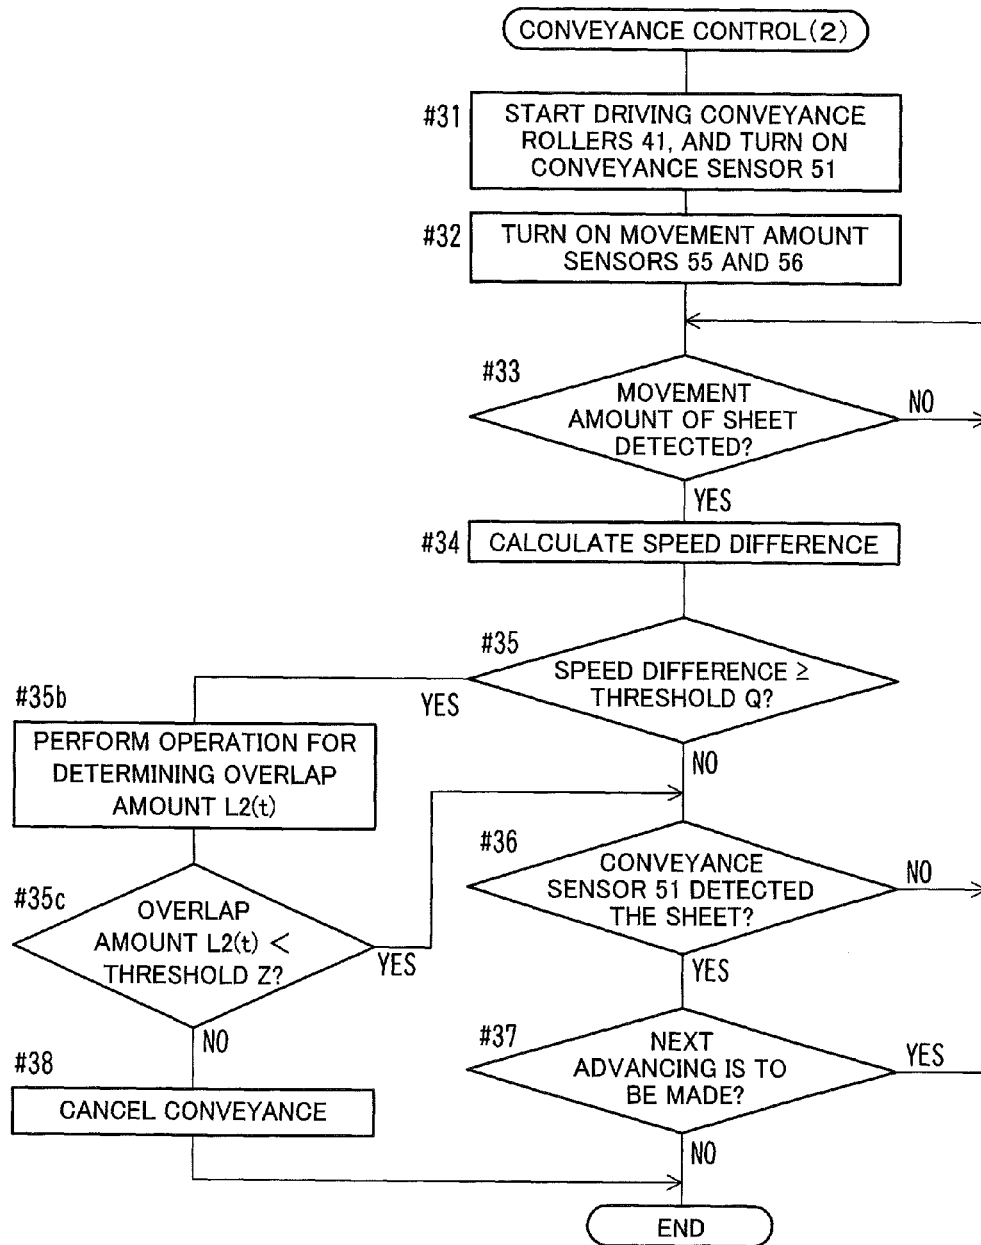 CONVEYANCE CONTROL(2)
#31
START DRIVING CONVEYANCE
ROLLERS 41, AND TURN ON
CONVEYANCE SENSOR 51
#32
TURN ON MOVEMENT AMOUNT
SENSORS 55 AND 56
#33
MOVEMENT
AMOUNT OF SHEET
DETECTED?
NO
YES
#34
CALCULATE SPEED DIFFERENCE
#35
SPEED DIFFERENCE ≥
THRESHOLD Q?
YES
NO
#35b
PERFORM OPERATION FOR
DETERMINING OVERLAP
AMOUNT L2(t)
#35c
OVERLAP
AMOUNT L2(t) <
THRESHOLD Z?
YES
NO
#36
CONVEYANCE
SENSOR 51 DETECTED
THE SHEET?
NO
YES
#37
NEXT
ADVANCING IS TO
BE MADE?
YES
NO
#38
CANCEL CONVEYANCE
END